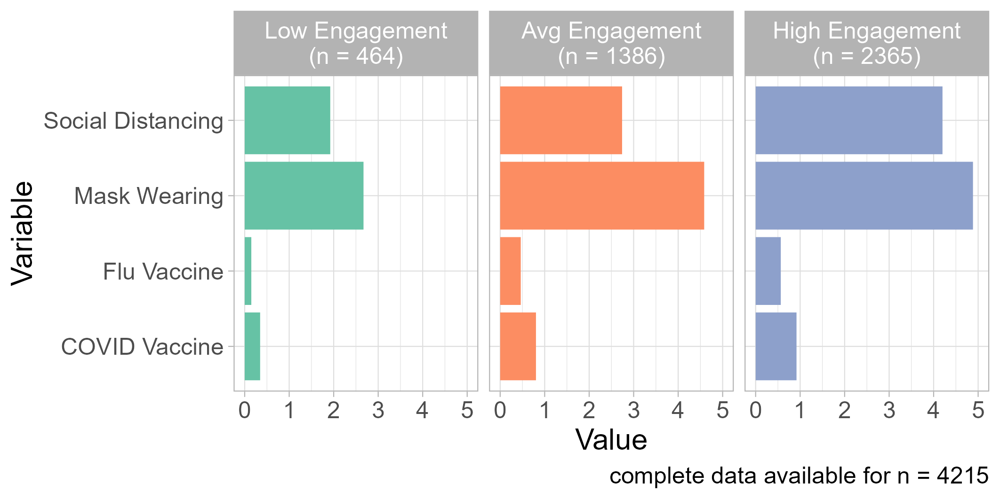 Low Engagement
(n = 464)
Avg Engagement
(n = 1386)
High Engagement
(n = 2365)
Variable
Social Distancing
Mask Wearing
Flu Vaccine
COVID Vaccine
0 1 2 3 4 5
0 1 2 3 4 5
0 1 2 3 4 5
Value
complete data available for n = 4215